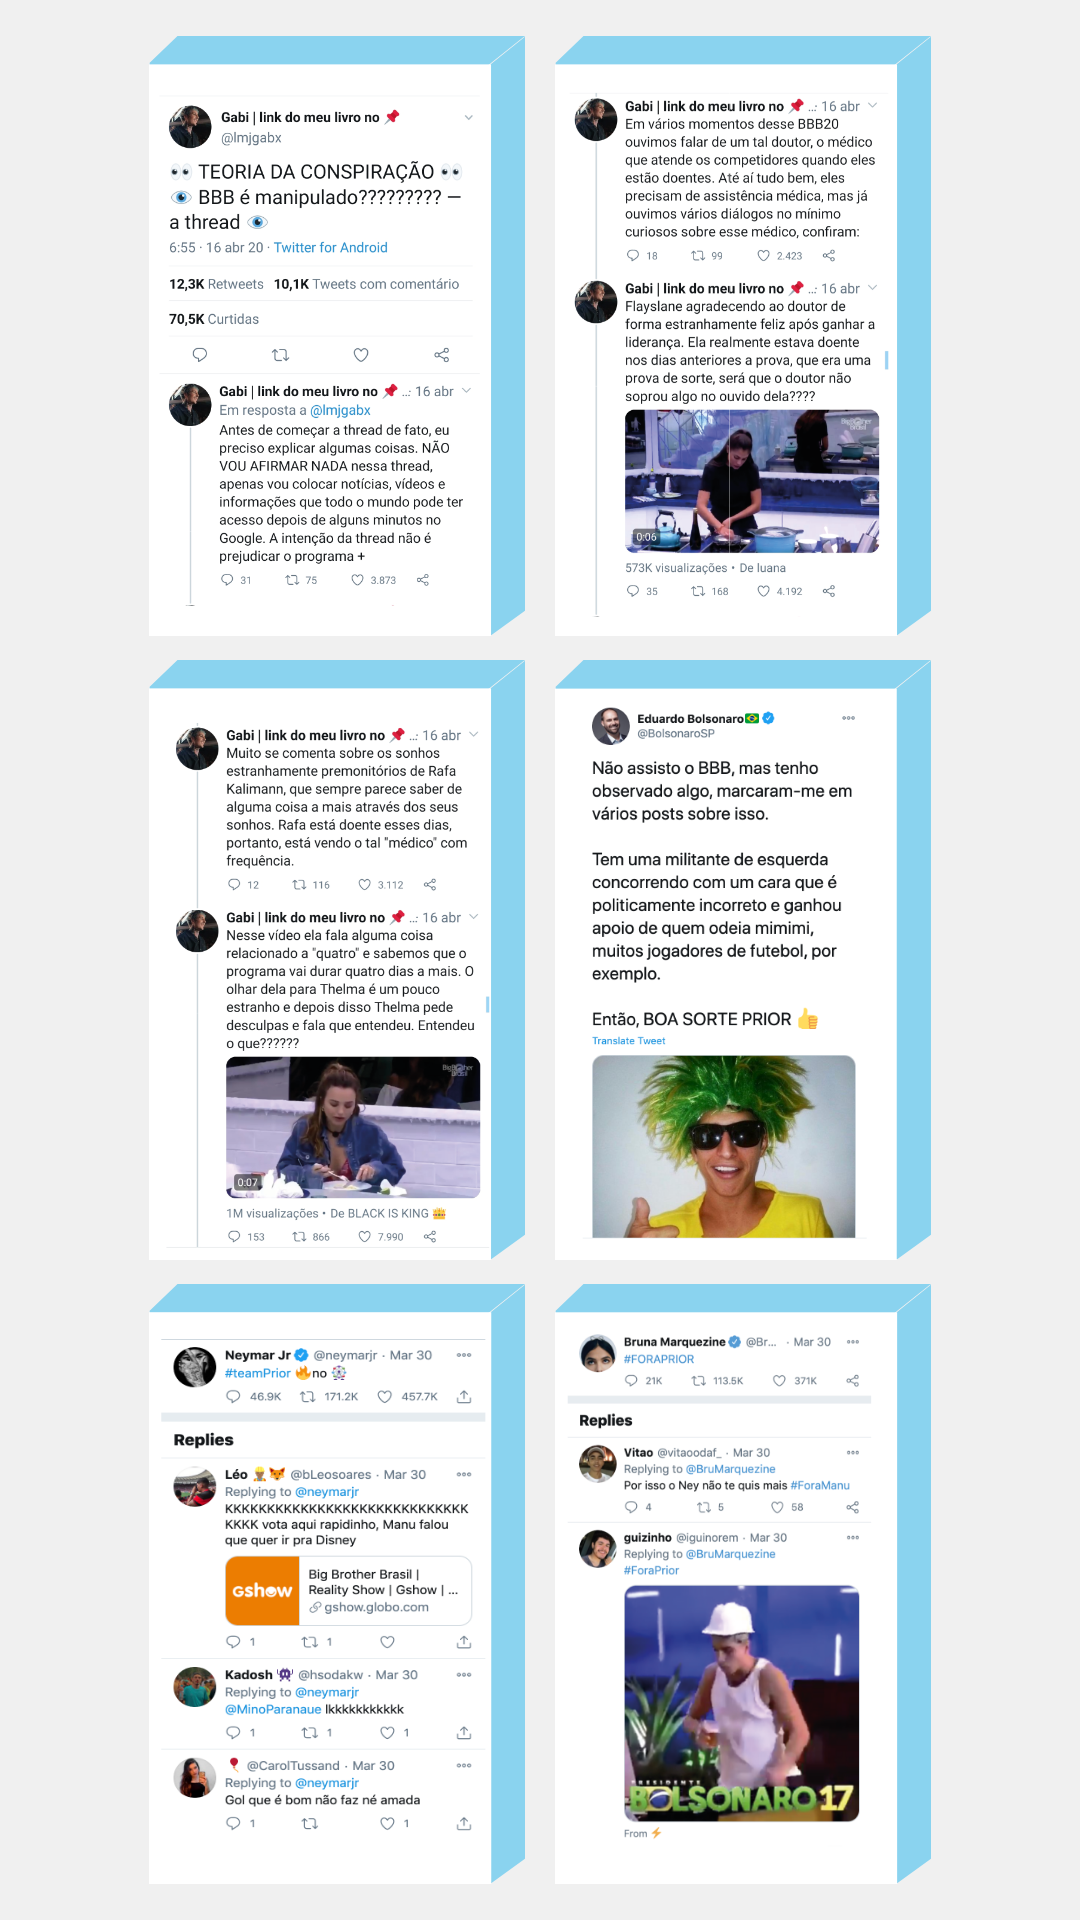 Gabi | link do meu livro no 📌
@lmjgabx
👀 TEORIA DA CONSPIRAÇÃO 👀
👁 BBB é manipulado????????? —
a thread 👁
6:55 · 16 abr 20 · Twitter for Android
12,3K Retweets 10,1K Tweets com comentário
70,5K Curtidas
Gabi | link do meu livro no 📌 ... · 16 abr
Em resposta a @lmjgabx
Antes de começar a thread de fato, eu
preciso explicar algumas coisas. NÃO
VOU AFIRMAR NADA nessa thread,
apenas vou colocar notícias, vídeos e
informações que todo o mundo pode ter
acesso depois de alguns minutos no
Google. A intenção da thread não é
prejudicar o programa +
31 75 3.873
Gabi | link do meu livro no 📌 ... · 16 abr
Em vários momentos desse BBB20
ouvimos falar de um tal doutor, o médico
que atende os competidores quando eles
estão doentes. Até aí tudo bem, eles
precisam de assistência médica, mas já
ouvimos vários diálogos no mínimo
curiosos sobre esse médico, confiram:
18 99 2.423
Gabi | link do meu livro no 📌 ... · 16 abr
Flayslane agradecendo ao doutor de
forma estranhamente feliz após ganhar a
liderança. Ela realmente estava doente
nos dias anteriores a prova, que era uma
prova de sorte, será que o doutor não
soprou algo no ouvido dela????
Big Brother
Brasil
0:06
573K visualizações • De luana
35 168 4.192
Gabi | link do meu livro no 📌 ... · 16 abr
Muito se comenta sobre os sonhos
estranhamente premonitórios de Rafa
Kalimann, que sempre parece saber de
alguma coisa a mais através dos seus
sonhos. Rafa está doente esses dias,
portanto, está vendo o tal "médico" com
frequência.
12 116 3.112
Gabi | link do meu livro no 📌 ... · 16 abr
Nesse vídeo ela fala alguma coisa
relacionado a "quatro" e sabemos que o
programa vai durar quatro dias a mais. O
olhar dela para Thelma é um pouco
estranho e depois disso Thelma pede
desculpas e fala que entendeu. Entendeu
o que??????
Big Brother
Brasil
0:07
1M visualizações • De BLACK IS KING 👑
153 866 7.990
Eduardo Bolsonaro🇧🇷
@BolsonaroSP
Não assisto o BBB, mas tenho
observado algo, marcaram-me em
vários posts sobre isso.
Tem uma militante de esquerda
concorrendo com um cara que é
politicamente incorreto e ganhou
apoio de quem odeia mimimi,
muitos jogadores de futebol, por
exemplo.
Então, BOA SORTE PRIOR 👍
Translate Tweet
Neymar Jr @neymarjr · Mar 30
#teamPrior 🔥no 🎡
46.9K 171.2K 457.7K
Replies
Léo 🦊 @bLeosoares · Mar 30
Replying to @neymarjr
KKKKKKKKKKKKKKKKKKKKKKKKKKKKK
KKKK vota aqui rapidinho, Manu falou
que quer ir pra Disney
Gshow
Big Brother Brasil |
Reality Show | Gshow | ...
gshow.globo.com
1 1
Kadosh 👾 @hsodakw · Mar 30
Replying to @neymarjr
@MinoParanaue lkkkkkkkkkkk
1 1 1
🎈 @CarolTussand · Mar 30
Replying to @neymarjr
Gol que é bom não faz né amada
1 1
Bruna Marquezine @Br... · Mar 30
#FORAPRIOR
21K 113.5K 371K
Replies
Vitao @vitaoodaf_ · Mar 30
Replying to @BruMarquezine
Por isso o Ney não te quis mais #ForaManu
4 5 58
guizinho @iguinorem · Mar 30
Replying to @BruMarquezine
#ForaPrior
PRESIDENTE
BOLSONARO 17
From ⚡